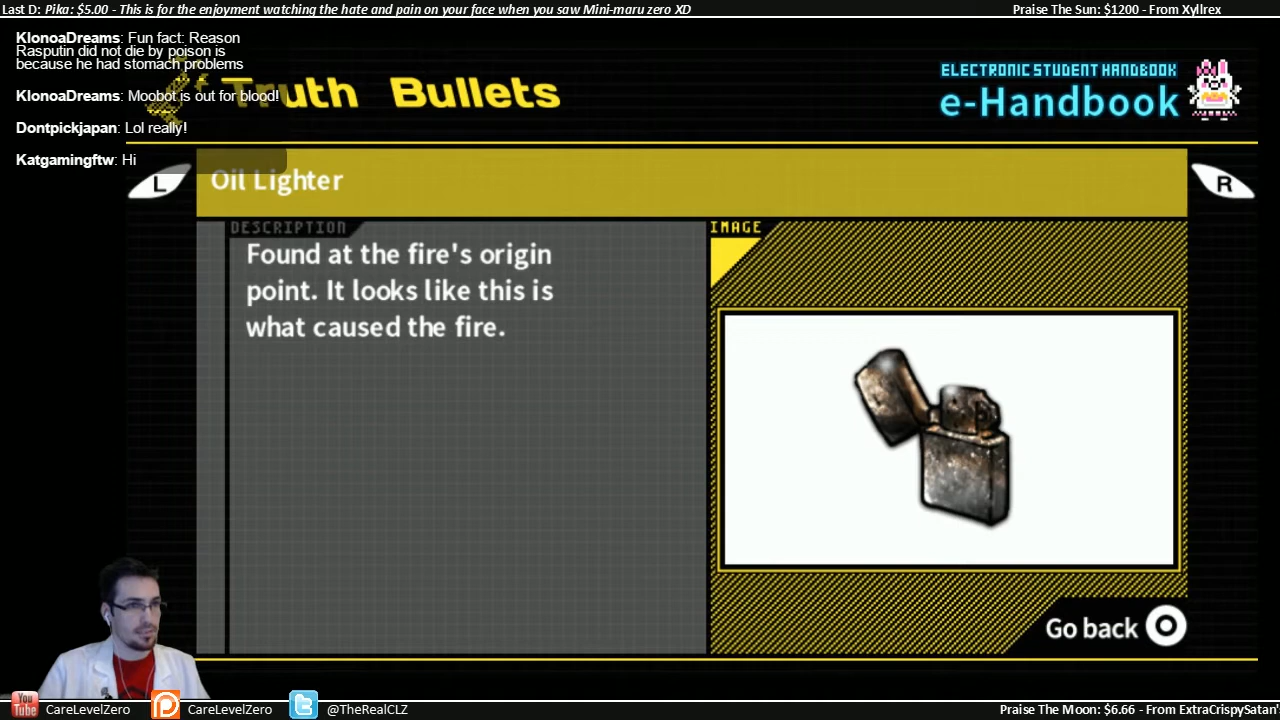 Last D: Pika: $5.00 - This is for the enjoyment watching the hate and pain on your face when you saw Mini-maru zero XD
Praise The Sun: $1200 - From Xyllrex
KlonoaDreams: Fun fact: Reason
Rasputin did not die by poison is
because he had stomach problems
KlonoaDreams: Moobot is out for blood!
Dontpickjapan: Lol really!
Katgamingftw: Hi
Truth Bullets
ELECTRONIC STUDENT HANDBOOK
e-Handbook
L
Oil Lighter
R
DESCRIPTION
Found at the fire's origin
point. It looks like this is
what caused the fire.
IMAGE
Go back
You Tube CareLevelZero
CareLevelZero
@TheRealCLZ
Praise The Moon: $6.66 - From ExtraCrispySatan'